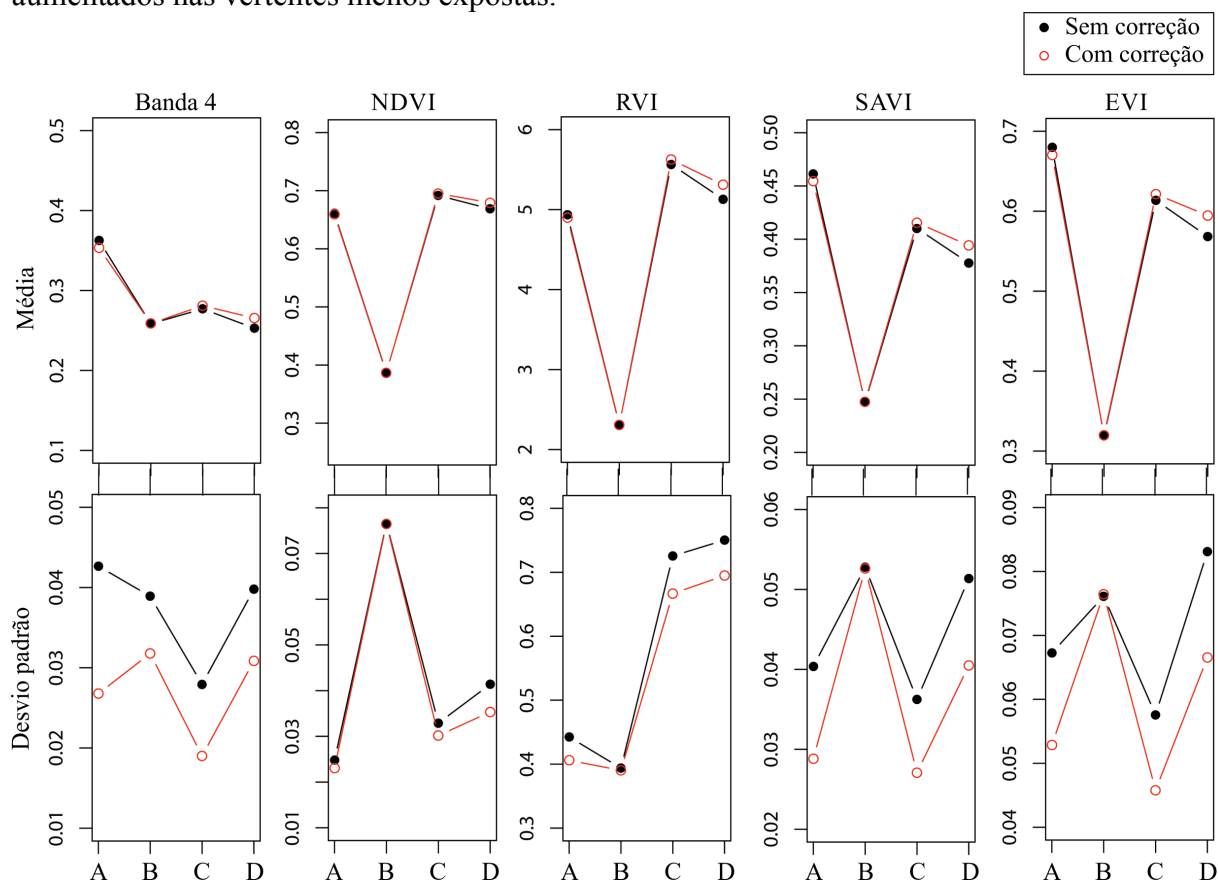 aumentados nas vertentes menos expostas.
Sem correção
Com correção
Banda 4 NDVI RVI SAVI EVI
Média
0.5 0.4 0.3 0.2 0.1
0.8 0.7 0.6 0.5 0.4 0.3
6 5 4 3 2
0.50 0.45 0.40 0.35 0.30 0.25 0.20
0.7 0.6 0.5 0.4 0.3
Desvio padrão
0.05 0.04 0.03 0.02 0.01
0.07 0.05 0.03 0.01
0.8 0.7 0.6 0.5 0.4 0.3
0.06 0.05 0.04 0.03 0.02
0.09 0.08 0.07 0.06 0.05 0.04
A B C D A B C D A B C D A B C D A B C D